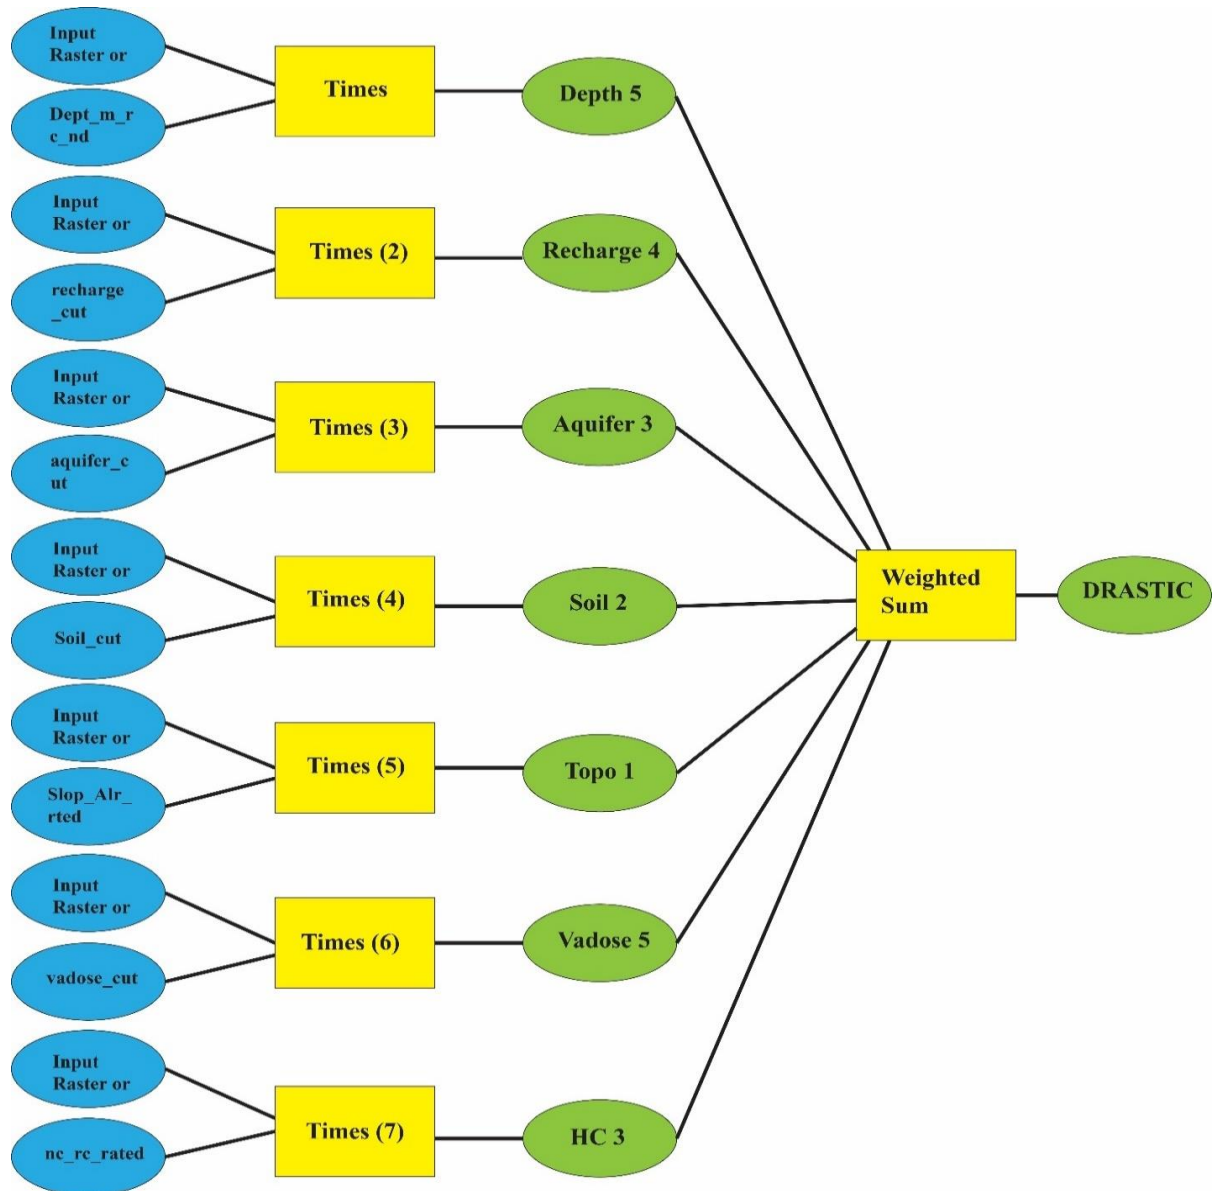 Input
Raster or
Times
Depth 5
Dept_m_r
c_nd
Input
Raster or
Times (2)
Recharge 4
recharge
_cut
Input
Raster or
Times (3)
Aquifer 3
aquifer_c
ut
Input
Raster or
Times (4)
Soil 2
Soil_cut
Weighted
Sum
DRASTIC
Input
Raster or
Times (5)
Topo 1
Slop_Alr_
rted
Input
Raster or
Times (6)
Vadose 5
vadose_cut
Input
Raster or
Times (7)
HC 3
nc_rc_rated